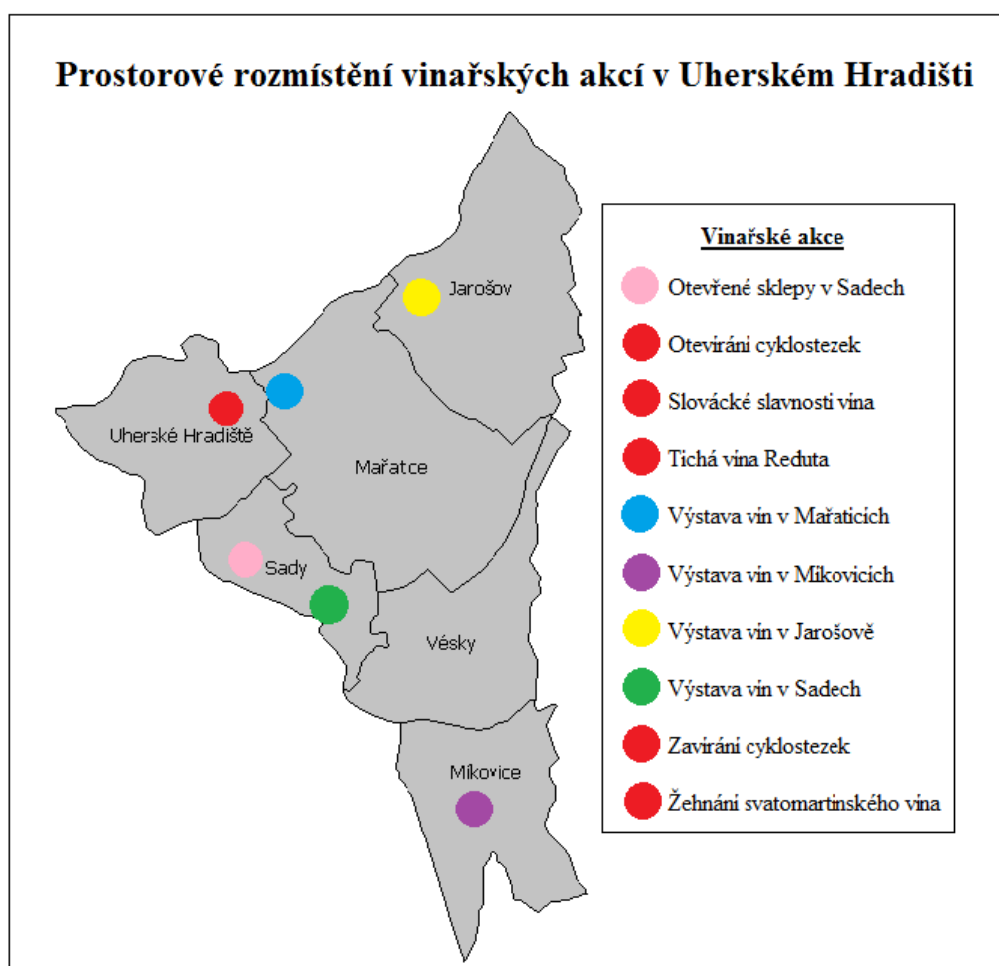 Prostorové rozmístění vinařských akcí v Uherském Hradišti
Jarošov
Uherské Hradiště
Mařatce
Sady
Vésky
Míkovice
Vinařské akce
Otevřené sklepy v Sadech
Otevírání cyklostezek
Slovácké slavnosti vína
Tichá vína Reduta
Výstava vín v Mařaticích
Výstava vín v Míkovicích
Výstava vín v Jarošově
Výstava vín v Sadech
Zavírání cyklostezek
Žehnání svatomartinského vína